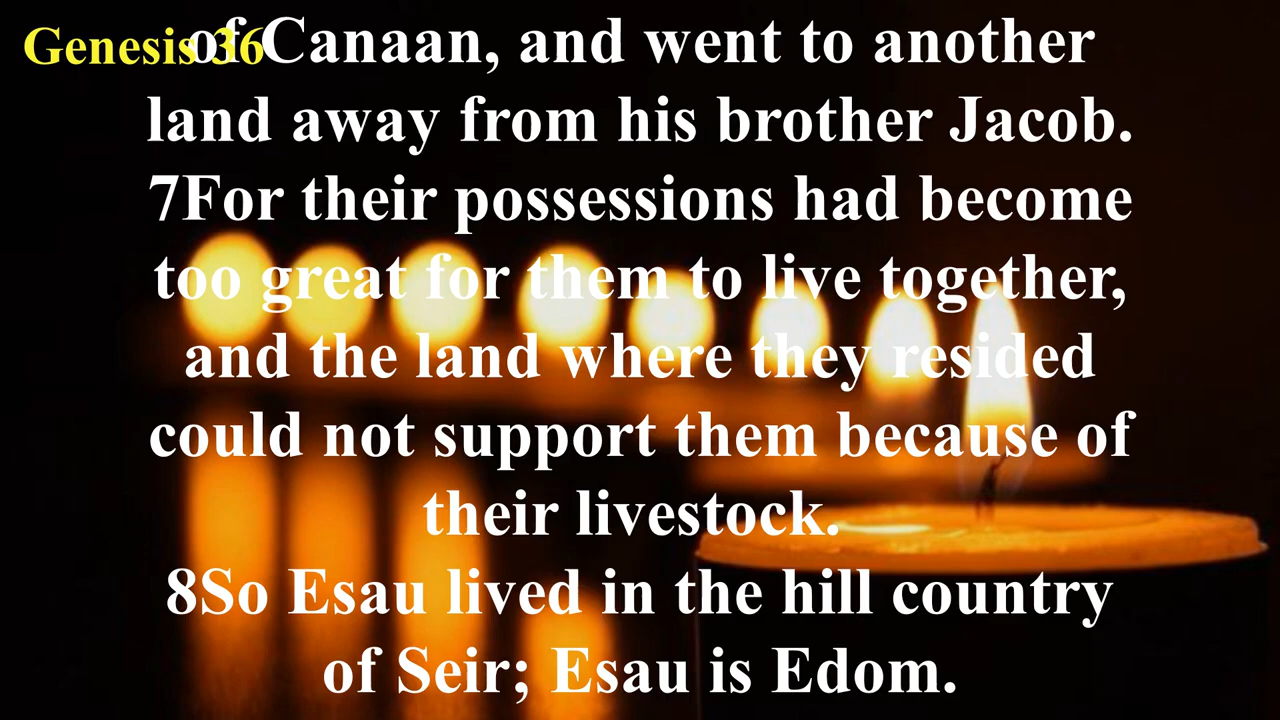 Genesis 36
of Canaan, and went to another
land away from his brother Jacob.
7For their possessions had become
too great for them to live together,
and the land where they resided
could not support them because of
their livestock.
8So Esau lived in the hill country
of Seir; Esau is Edom.